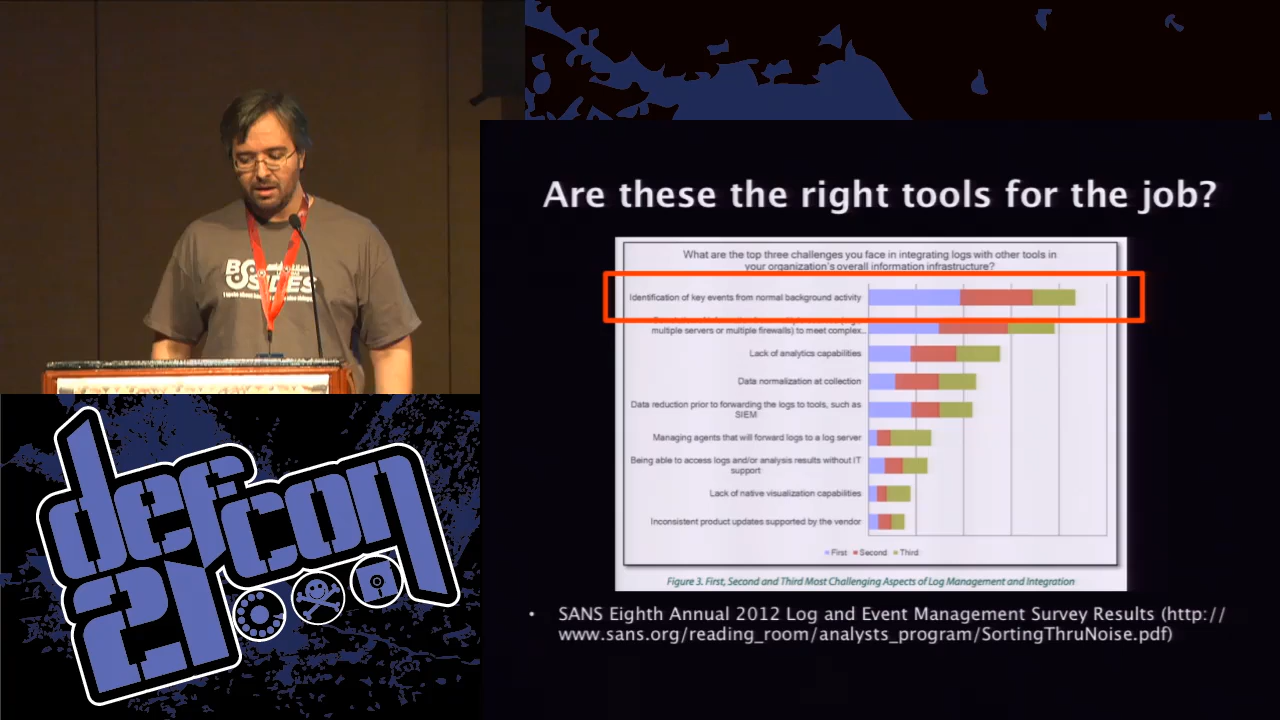 BSIDES
Are these the right tools for the job?
What are the top three challenges you face in integrating logs with other tools in
your organization's overall information infrastructure?
Identification of key events from normal background activity
multiple servers or multiple firewalls) to meet complex...
Lack of analytics capabilities
Data normalization at collection
Data reduction prior to forwarding the logs to tools, such as
SIEM
Managing agents that will forward logs to a log server
Being able to access logs and/or analysis results without IT
support
Lack of native visualization capabilities
Inconsistent product updates supported by the vendor
First Second Third
Figure 3. First, Second and Third Most Challenging Aspects of Log Management and Integration
• SANS Eighth Annual 2012 Log and Event Management Survey Results (http://
www.sans.org/reading_room/analysts_program/SortingThruNoise.pdf)
defcon
21